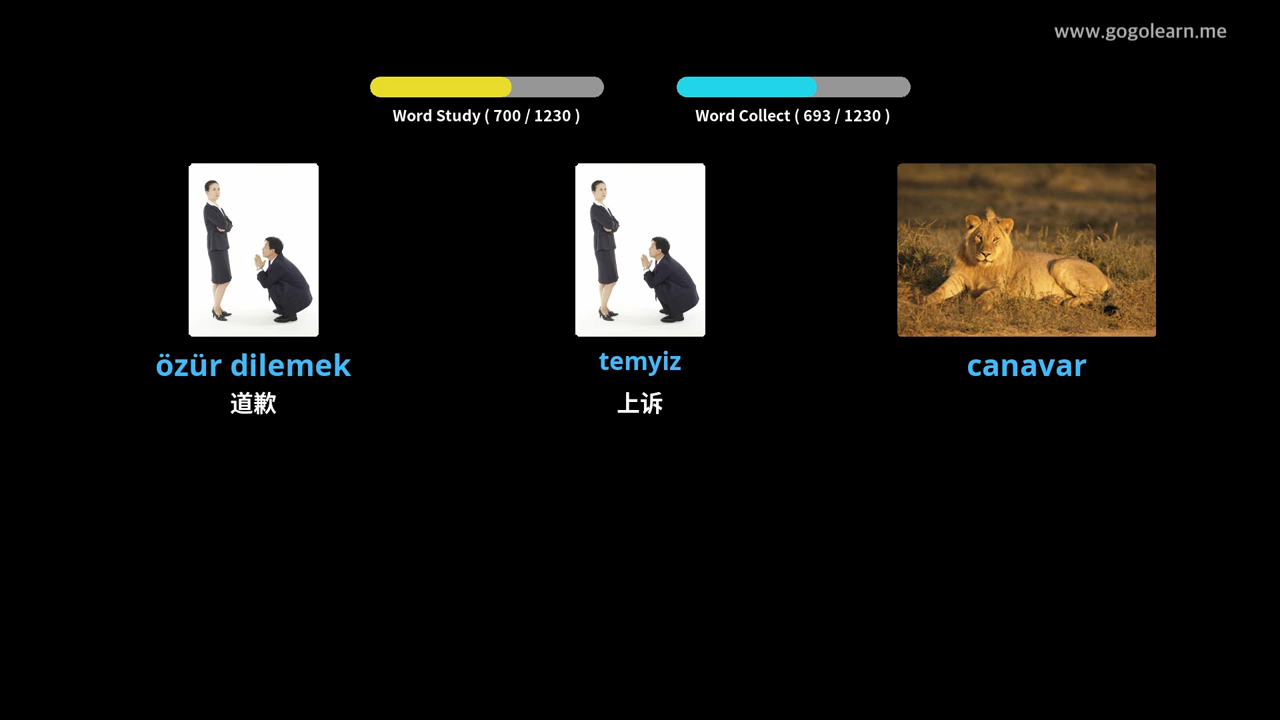 www.gogolearn.me
Word Study ( 700 / 1230 )
Word Collect ( 693 / 1230 )
özür dilemek
道歉
temyiz
上诉
canavar